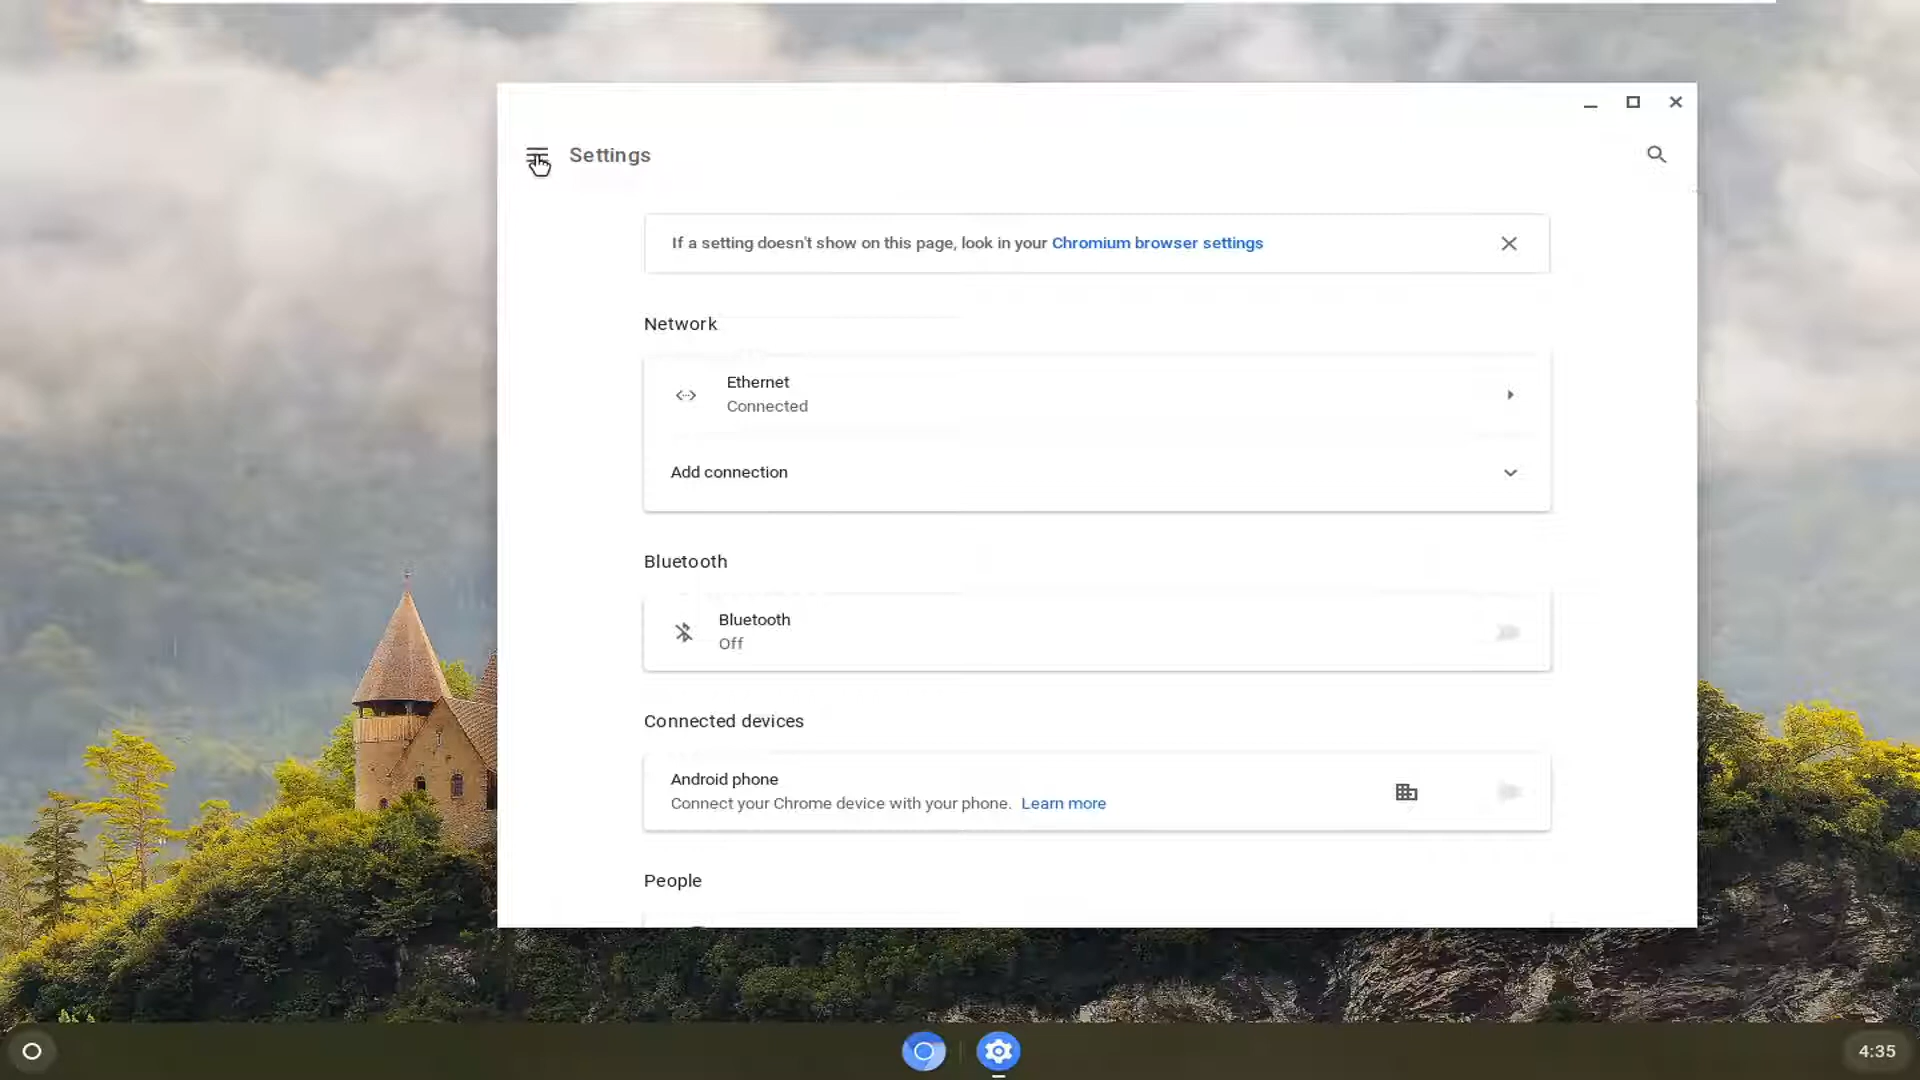 Settings
If a setting doesn't show on this page, look in your Chromium browser settings
Network
Ethernet
Connected
Add connection
Bluetooth
Bluetooth
Off
Connected devices
Android phone
Connect your Chrome device with your phone. Learn more
People
4:35